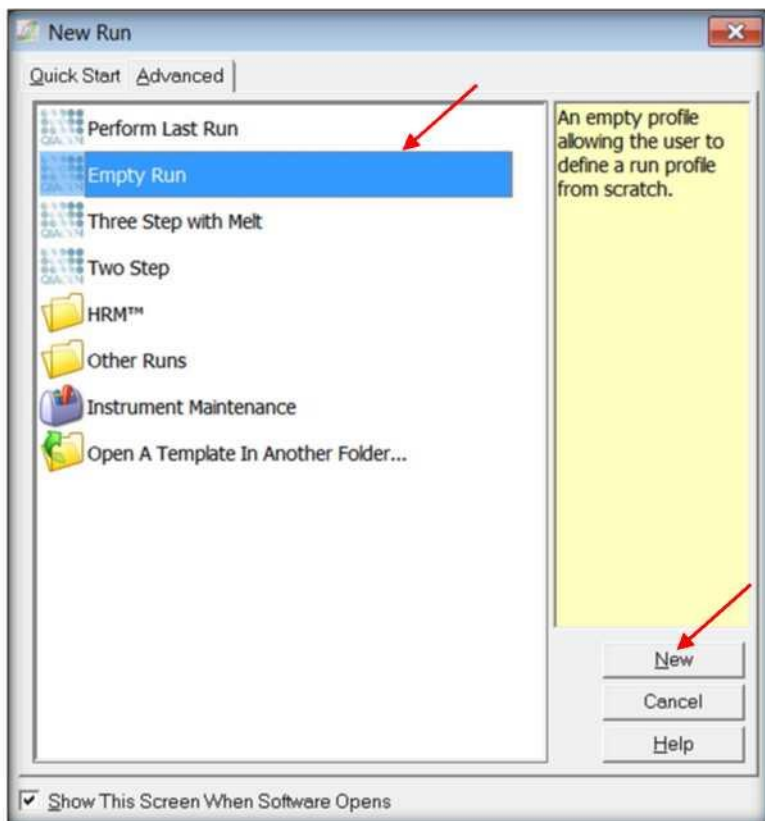 New Run
Quick Start Advanced
Perform Last Run
Empty Run
Three Step with Melt
Two Step
HRM™
Other Runs
Instrument Maintenance
Open A Template In Another Folder...
An empty profile
allowing the user to
define a run profile
from scratch.
New
Cancel
Help
Show This Screen When Software Opens